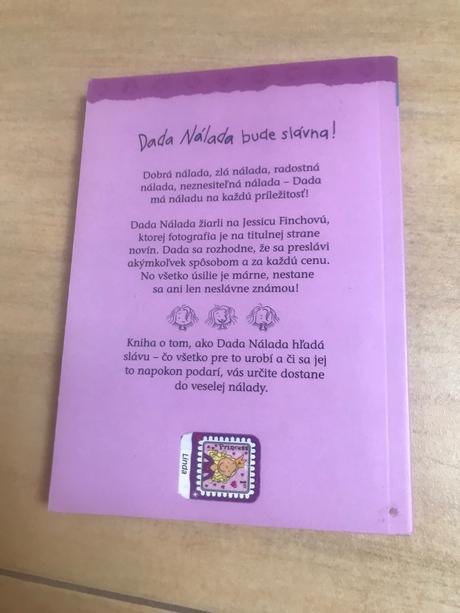 Dada Nálada bude slávna!
Dobrá nálada, zlá nálada, radostná
nálada, neznesiteľná nálada – Dada
má náladu na každú príležitosť!
Dada Nálada žiarli na Jessicu Finchovú,
ktorej fotografia je na titulnej strane
novín. Dada sa rozhodne, že sa preslávi
akýmkoľvek spôsobom a za každú cenu.
No všetko úsilie je márne, nestane
sa ani len neslávne známou!
Kniha o tom, ako Dada Nálada hľadá
slávu – čo všetko pre to urobí a či sa jej
to napokon podarí, vás určite dostane
do veselej nálady.
Linda